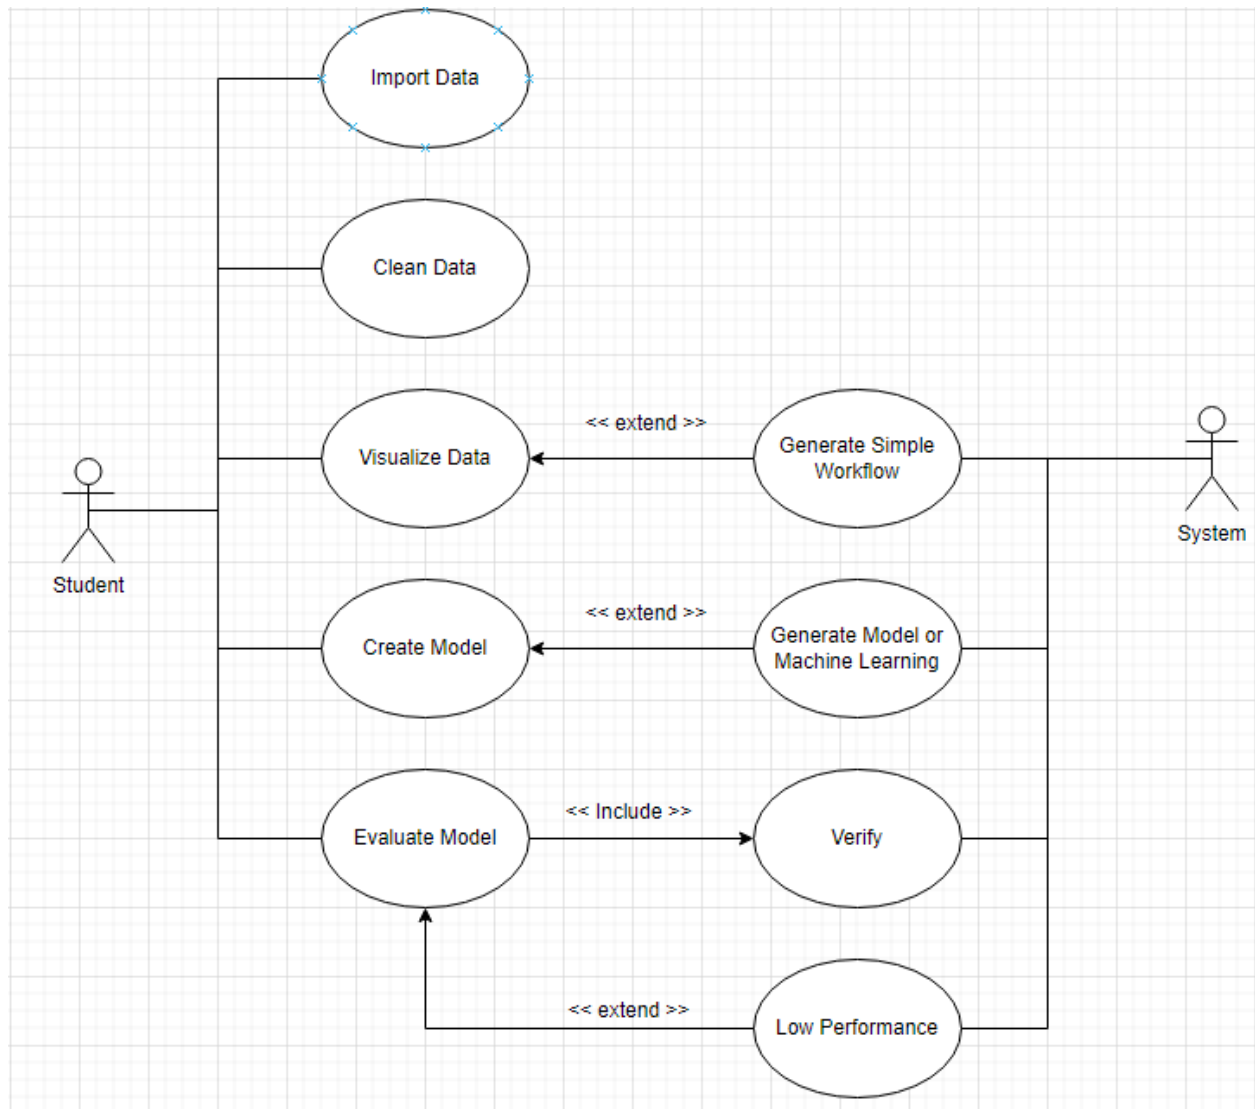 Import Data
Clean Data
<< extend >>
Visualize Data
Generate Simple
Workflow
Student
System
<< extend >>
Create Model
Generate Model or
Machine Learning
<< Include >>
Evaluate Model
Verify
<< extend >>
Low Performance